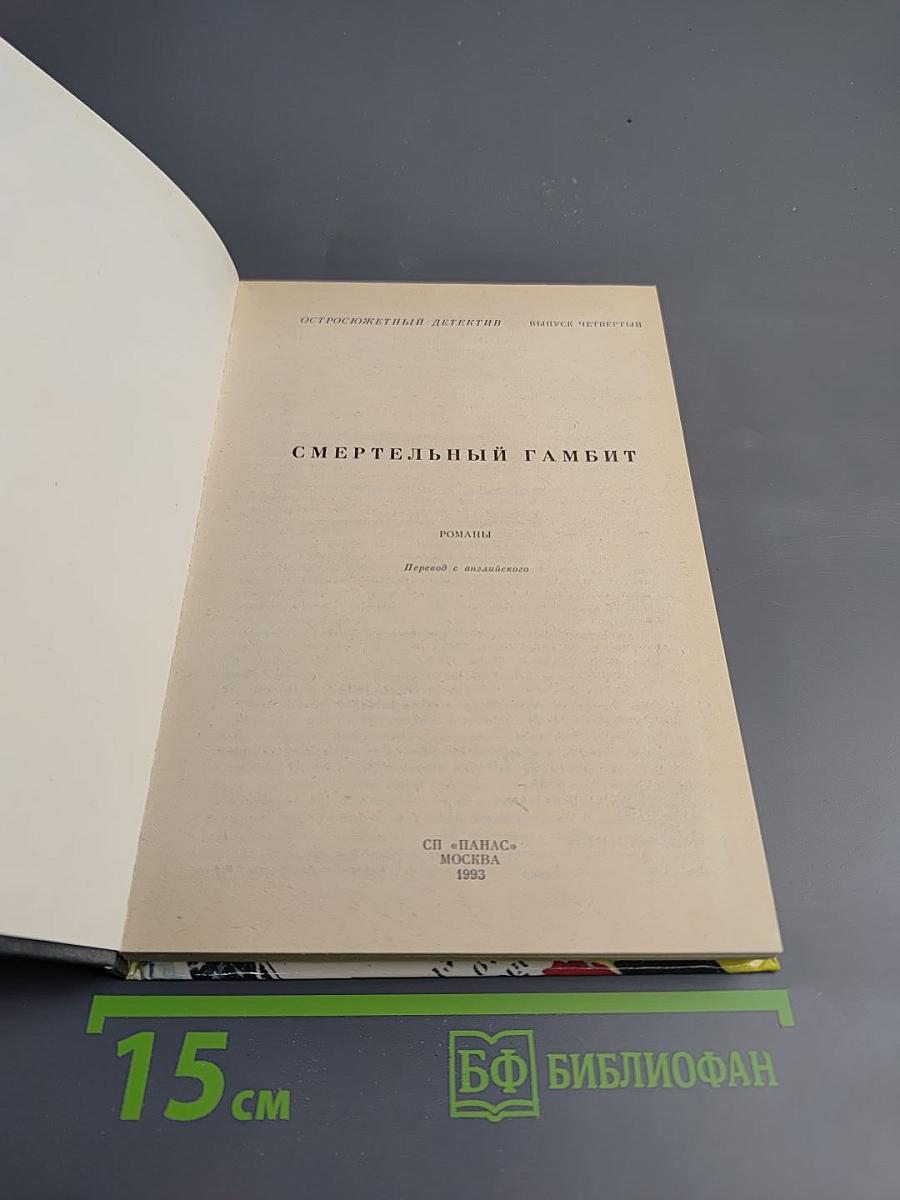 ОСТРОСЮЖЕТНЫЙ ДЕТЕКТИВ ВЫПУСК ЧЕТВЕРТЫЙ
СМЕРТЕЛЬНЫЙ ГАМБИТ
РОМАНЫ
Перевод с английского
СП «ПАНАС»
МОСКВА
1993
15 см
БФ БИБЛИОФАН